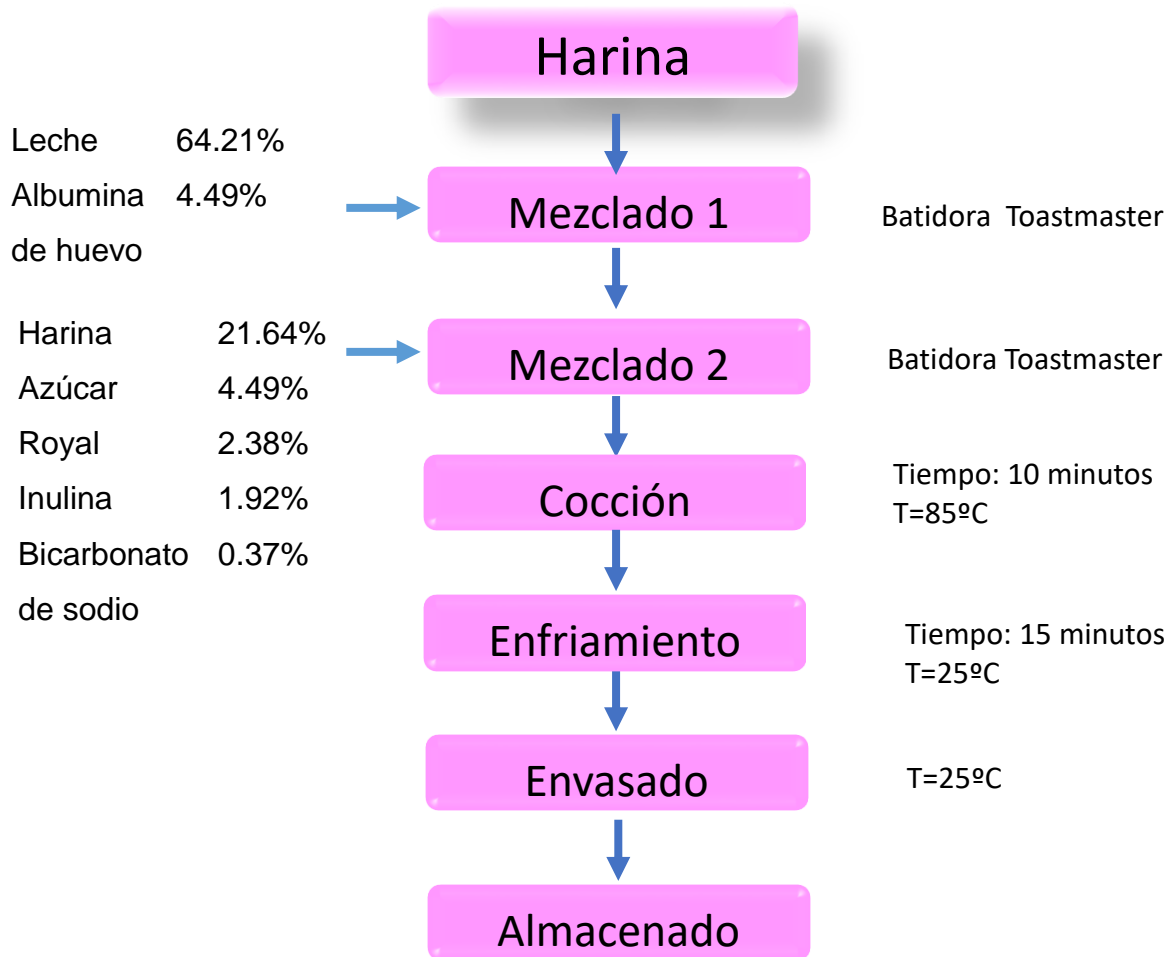 Harina
Leche 64.21%
Albumina 4.49%
de huevo
Mezclado 1
Batidora Toastmaster
Harina 21.64%
Azúcar 4.49%
Royal 2.38%
Inulina 1.92%
Bicarbonato 0.37%
de sodio
Mezclado 2
Batidora Toastmaster
Cocción
Tiempo: 10 minutos
T=85ºC
Enfriamiento
Tiempo: 15 minutos
T=25ºC
Envasado
T=25ºC
Almacenado